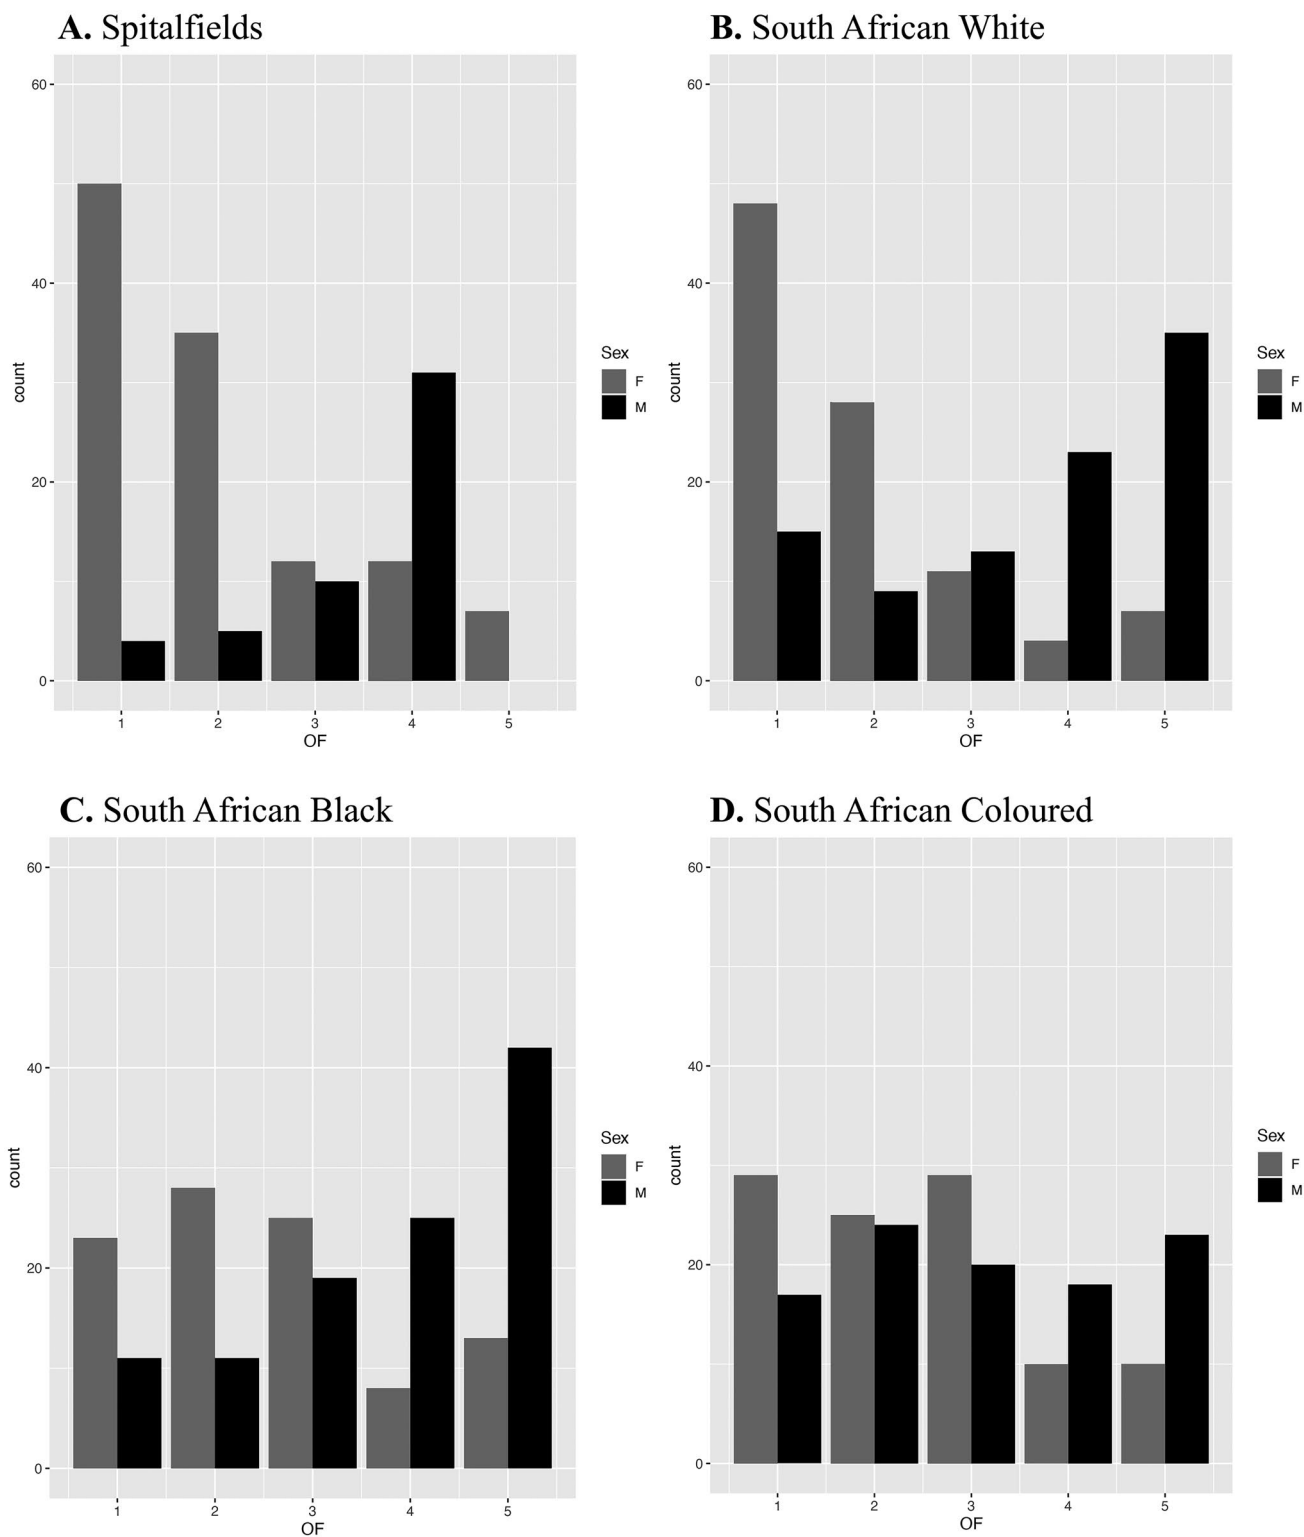 A. Spitalfields
60
40
20
0
count
1 2 3 4 5
OF
Sex
F
M
B. South African White
60
40
20
0
count
1 2 3 4 5
OF
Sex
F
M
C. South African Black
60
40
20
0
count
1 2 3 4 5
OF
Sex
F
M
D. South African Coloured
60
40
20
0
count
1 2 3 4 5
OF
Sex
F
M